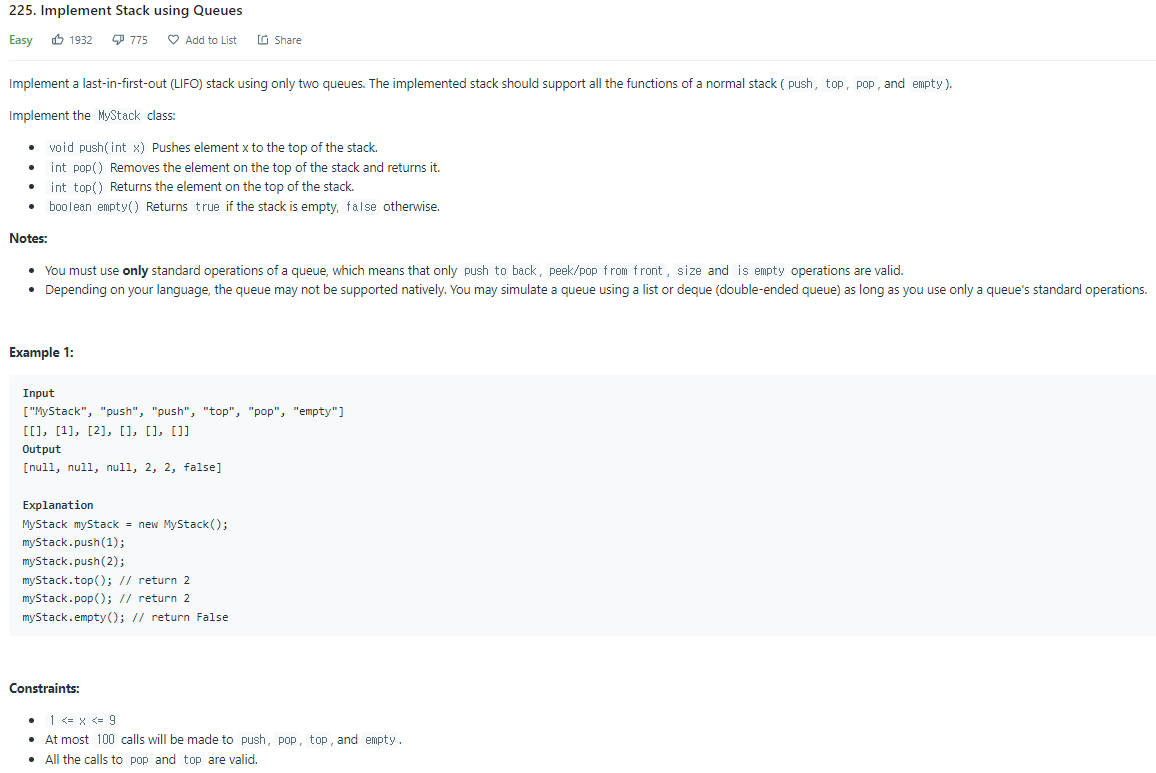 225. Implement Stack using Queues
Easy 1932 775 Add to List Share
Implement a last-in-first-out (LIFO) stack using only two queues. The implemented stack should support all the functions of a normal stack ( push, top, pop, and empty).
Implement the MyStack class:
• void push(int x) Pushes element x to the top of the stack.
• int pop() Removes the element on the top of the stack and returns it.
• int top() Returns the element on the top of the stack.
• boolean empty() Returns true if the stack is empty, false otherwise.
Notes:
• You must use only standard operations of a queue, which means that only push to back, peek/pop from front, size and is empty operations are valid.
• Depending on your language, the queue may not be supported natively. You may simulate a queue using a list or deque (double-ended queue) as long as you use only a queue's standard operations.
Example 1:
Input
["MyStack", "push", "push", "top", "pop", "empty"]
[[], [1], [2], [], [], []]
Output
[null, null, null, 2, 2, false]
Explanation
MyStack myStack = new MyStack();
myStack.push(1);
myStack.push(2);
myStack.top(); // return 2
myStack.pop(); // return 2
myStack.empty(); // return False
Constraints:
• 1 <= x <= 9
• At most 100 calls will be made to push, pop, top, and empty.
• All the calls to pop and top are valid.